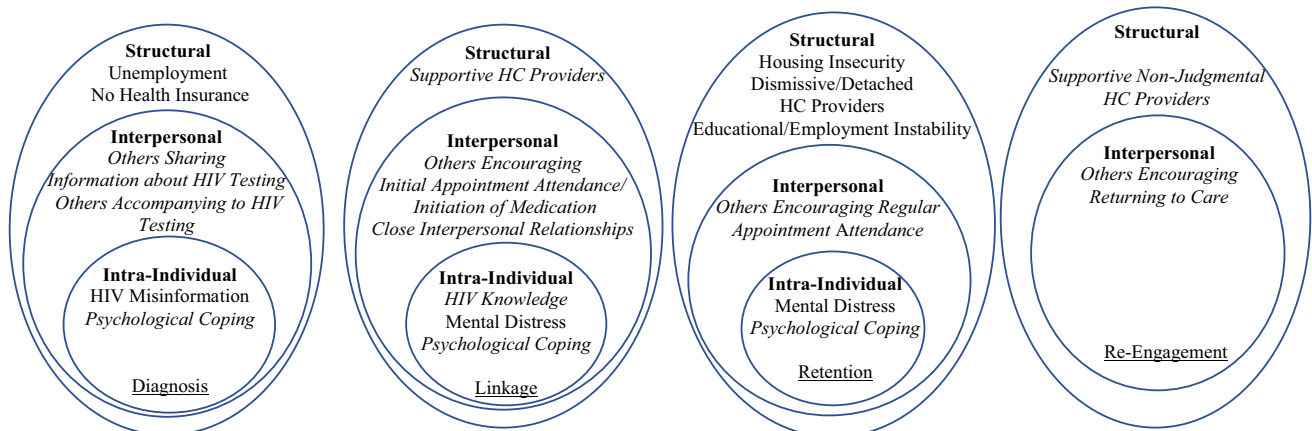 Structural
Unemployment
No Health Insurance
Interpersonal
Others Sharing
Information about HIV Testing
Others Accompanying to HIV
Testing
Intra-Individual
HIV Misinformation
Psychological Coping
Diagnosis
Structural
Supportive HC Providers
Interpersonal
Others Encouraging
Initial Appointment Attendance/
Initiation of Medication
Close Interpersonal Relationships
Intra-Individual
HIV Knowledge
Mental Distress
Psychological Coping
Linkage
Structural
Housing Insecurity
Dismissive/Detached
HC Providers
Educational/Employment Instability
Interpersonal
Others Encouraging Regular
Appointment Attendance
Intra-Individual
Mental Distress
Psychological Coping
Retention
Structural
Supportive Non-Judgmental
HC Providers
Interpersonal
Others Encouraging
Returning to Care
Re-Engagement